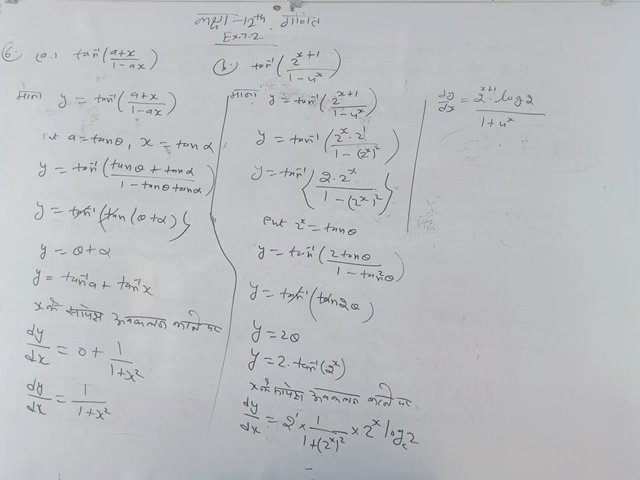 कक्षा-12th गणित
Ex.7.2
6. (a.) tan⁻¹((a+x)/(1-ax))
माना y = tan⁻¹((a+x)/(1-ax))
put a = tanθ, x = tanα
y = tan⁻¹((tanθ + tanα)/(1 - tanθ tanα))
y = tan⁻¹{tan(θ+α)}
y = θ+α
y = tan⁻¹a + tan⁻¹x
x के सापेक्ष अवकलन करने पर
dy/dx = 0 + 1/(1+x²)
dy/dx = 1/(1+x²)
b. tan⁻¹(2^(x+1)/(1-4^x))
माना y = tan⁻¹(2^(x+1)/(1-4^x))
y = tan⁻¹(2^x·2¹/(1-(2^x)²))
y = tan⁻¹{2·2^x/(1-(2^x)²)}
put 2^x = tanθ
y = tan⁻¹(2tanθ/(1-tan²θ))
y = tan⁻¹(tan2θ)
y = 2θ
y = 2·tan⁻¹(2^x)
x के सापेक्ष अवकलन करने पर
dy/dx = 2¹ × 1/(1+(2^x)²) × 2^x logₑ2
dy/dx = 2^(x+1)·log2/(1+4^x)